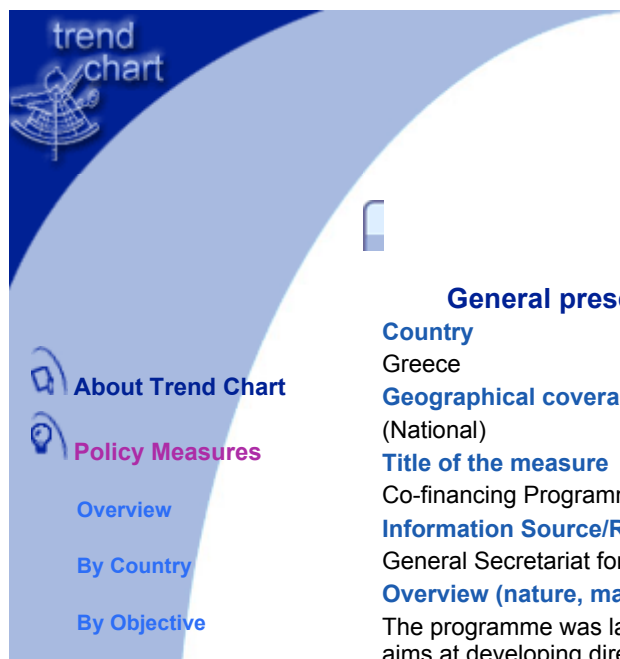 trend
chart
About Trend Chart
Policy Measures
Overview
By Country
By Objective
General pres
Country
Greece
Geographical covera
(National)
Title of the measure
Co-financing Program
Information Source/R
General Secretariat for
Overview (nature, ma
The programme was la
aims at developing dire